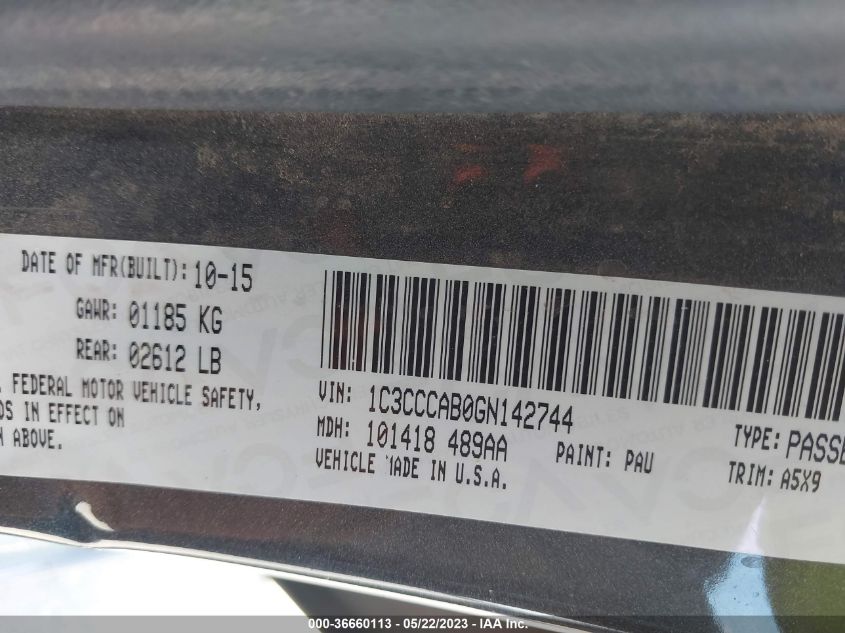 DATE OF MFR(BUILT): 10-15
GAWR: 01185 KG
REAR: 02612 LB
. FEDERAL MOTOR VEHICLE SAFETY,
DS IN EFFECT ON
ABOVE.
VIN: 1C3CCCAB0GN142744
MDH: 101418 489AA
PAINT: PAU
TYPE: PASSE
VEHICLE MADE IN U.S.A.
TRIM: A5X9
000-36660113 - 05/22/2023 - IAA Inc.